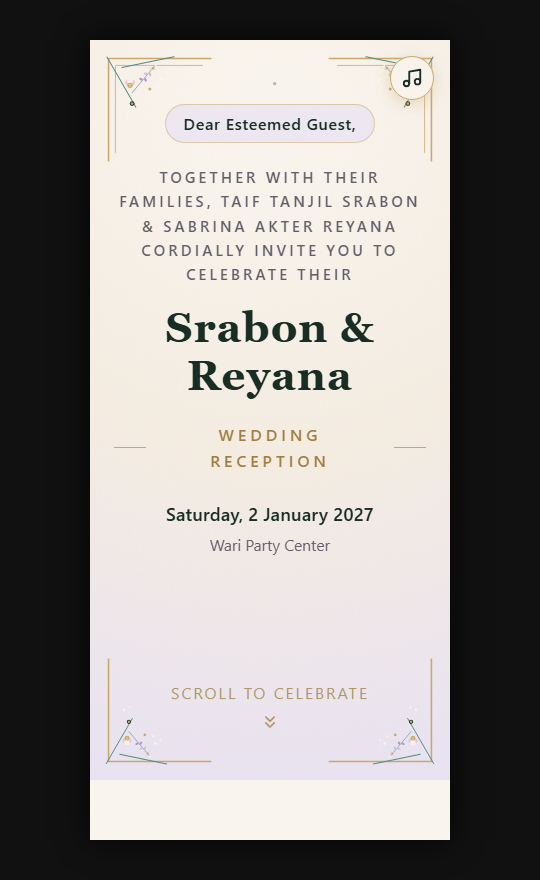 Dear Esteemed Guest,
TOGETHER WITH THEIR
FAMILIES, TAIF TANJIL SRABON
& SABRINA AKTER REYANA
CORDIALLY INVITE YOU TO
CELEBRATE THEIR
Srabon &
Reyana
WEDDING
RECEPTION
Saturday, 2 January 2027
Wari Party Center
SCROLL TO CELEBRATE